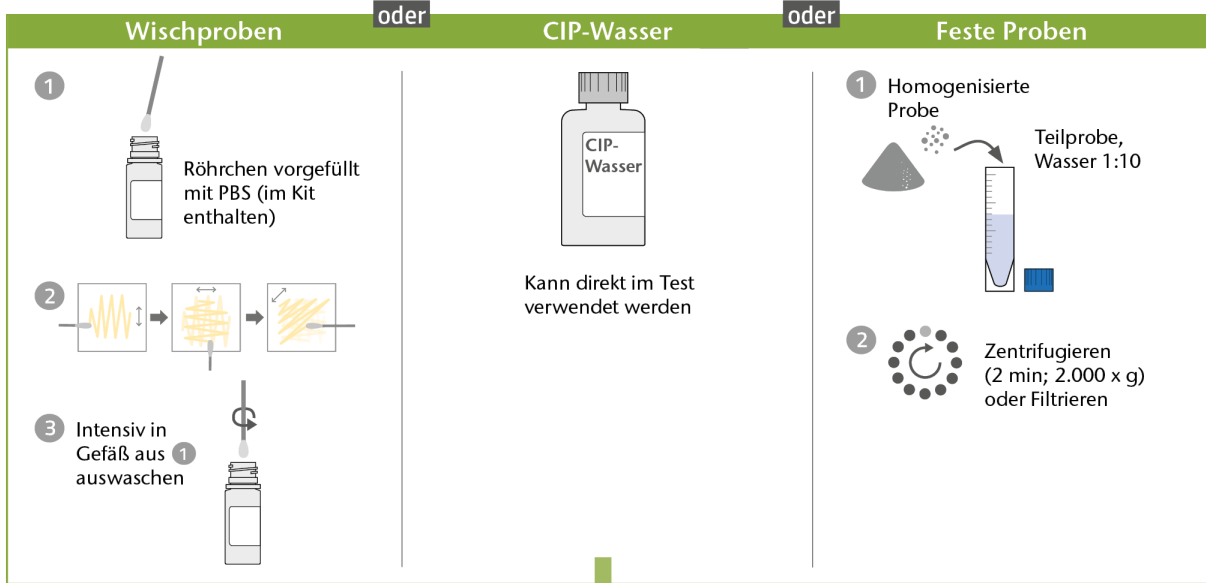 Wischproben
oder
CIP-Wasser
oder
Feste Proben
1
Röhrchen vorgefüllt
mit PBS (im Kit
enthalten)
2
3
Intensiv in
Gefäß aus 1
auswaschen
CIP-
Wasser
Kann direkt im Test
verwendet werden
1
Homogenisierte
Probe
Teilprobe,
Wasser 1:10
2
Zentrifugieren
(2 min; 2.000 x g)
oder Filtrieren